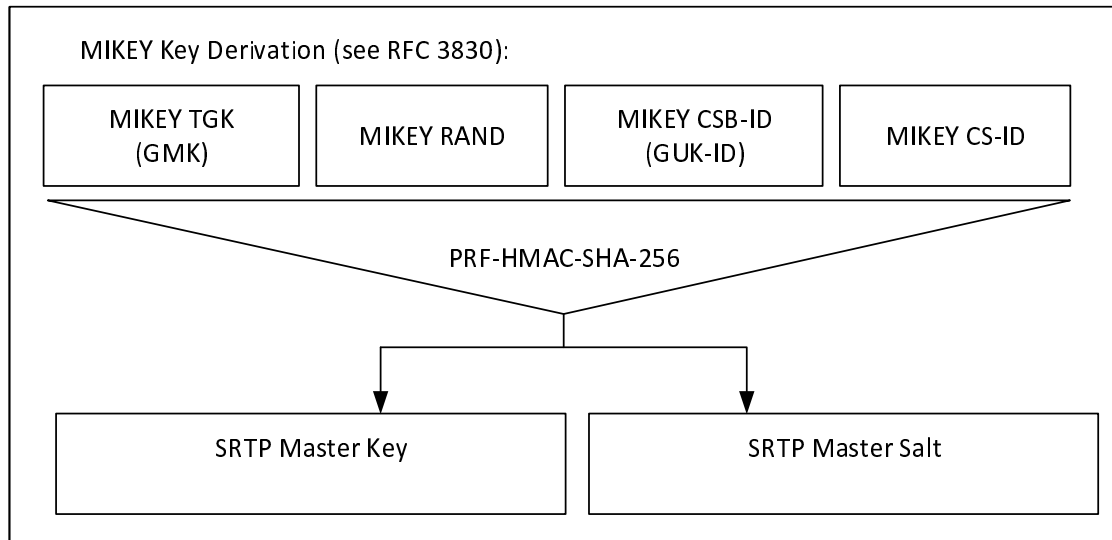 MIKEY Key Derivation (see RFC 3830):
MIKEY TGK
(GMK)
MIKEY RAND
MIKEY CSB-ID
(GUK-ID)
MIKEY CS-ID
PRF-HMAC-SHA-256
SRTP Master Key
SRTP Master Salt